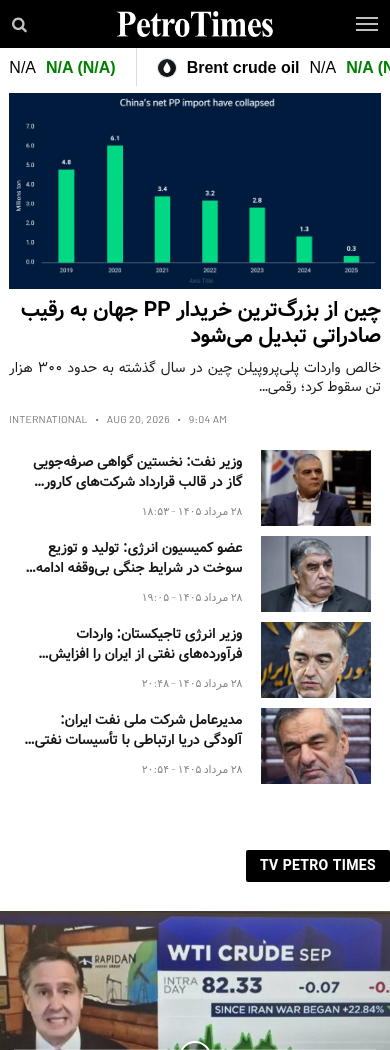 PetroTimes
N/A N/A (N/A) Brent crude oil N/A N/A (N
China's net PP import have collapsed
Millions ton
7.0
6.0
5.0
4.0
3.0
2.0
1.0
0.0
4.8
6.1
3.4
3.2
2.8
1.3
0.3
2019 2020 2021 2022 2023 2024 2025
Axis Title
چین از بزرگ‌ترین خریدار PP جهان به رقیب
صادراتی تبدیل می‌شود
خالص واردات پلی‌پروپیلن چین در سال گذشته به حدود ۳۰۰ هزار
تن سقوط کرد؛ رقمی...
INTERNATIONAL • AUG 20, 2026 • 9:04 AM
وزیر نفت: نخستین گواهی صرفه‌جویی
گاز در قالب قرارداد شرکت‌های کارور...
۲۸ مرداد ۱۴۰۵ - ۱۸:۵۳
عضو کمیسیون انرژی: تولید و توزیع
سوخت در شرایط جنگی بی‌وقفه ادامه...
۲۸ مرداد ۱۴۰۵ - ۱۹:۰۵
وزیر انرژی تاجیکستان: واردات
فرآورده‌های نفتی از ایران را افزایش...
۲۸ مرداد ۱۴۰۵ - ۲۰:۴۸
مدیرعامل شرکت ملی نفت ایران:
آلودگی دریا ارتباطی با تأسیسات نفتی...
۲۸ مرداد ۱۴۰۵ - ۲۰:۵۴
TV PETRO TIMES
RAPIDAN
WTI CRUDE SEP
INTRA DAY 82.33 -0.07 -0.
SINCE IRAN WAR BEGAN +22.84%